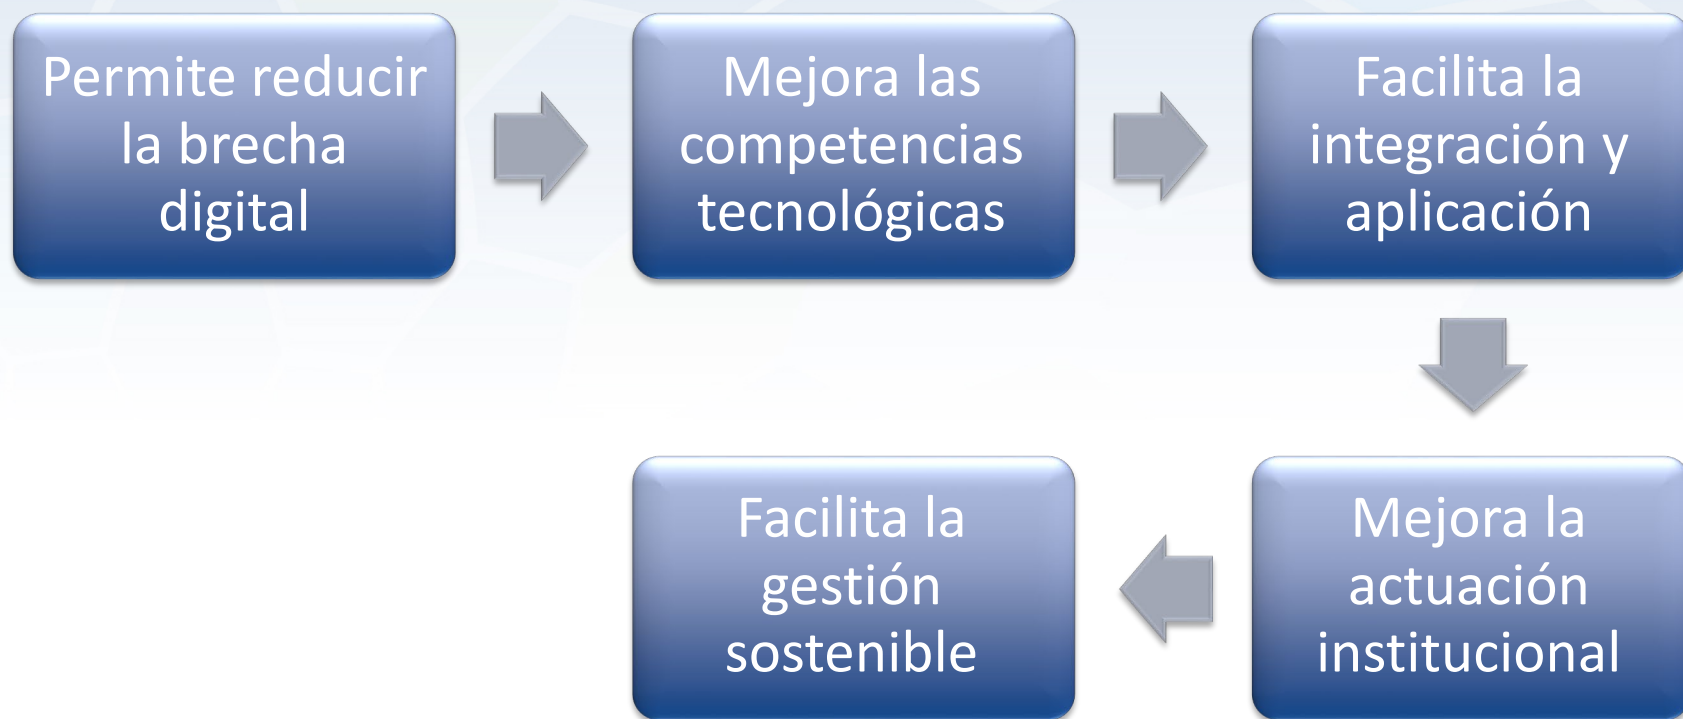 Permite reducir
la brecha
digital
Mejora las
competencias
tecnológicas
Facilita la
integración y
aplicación
Mejora la
actuación
institucional
Facilita la
gestión
sostenible